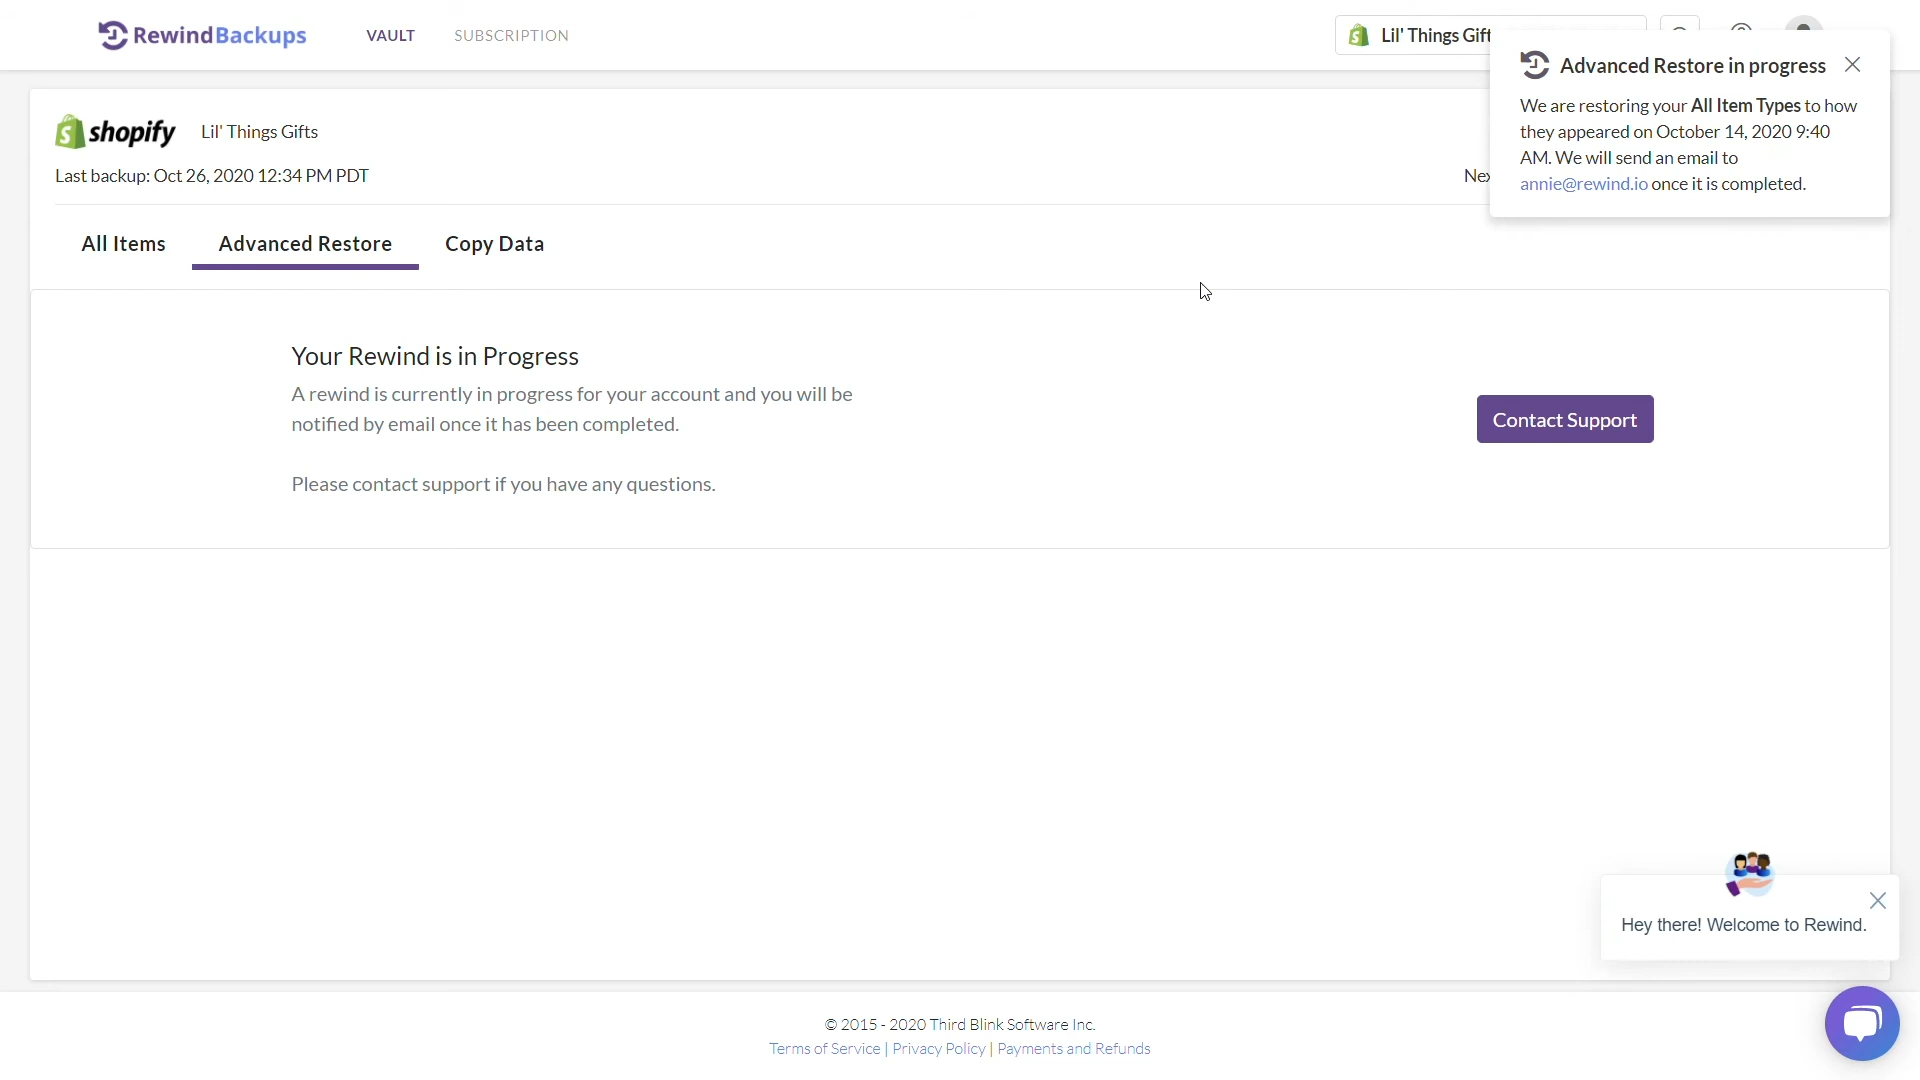 Rewind Backups
VAULT
SUBSCRIPTION
Lil' Things Gift
Advanced Restore in progress
We are restoring your All Item Types to how
they appeared on October 14, 2020 9:40
AM. We will send an email to
annie@rewind.io once it is completed.
shopify
Lil' Things Gifts
Last backup: Oct 26, 2020 12:34 PM PDT
All Items
Advanced Restore
Copy Data
Your Rewind is in Progress
A rewind is currently in progress for your account and you will be
notified by email once it has been completed.
Please contact support if you have any questions.
Contact Support
Hey there! Welcome to Rewind.
© 2015 - 2020 Third Blink Software Inc.
Terms of Service | Privacy Policy | Payments and Refunds